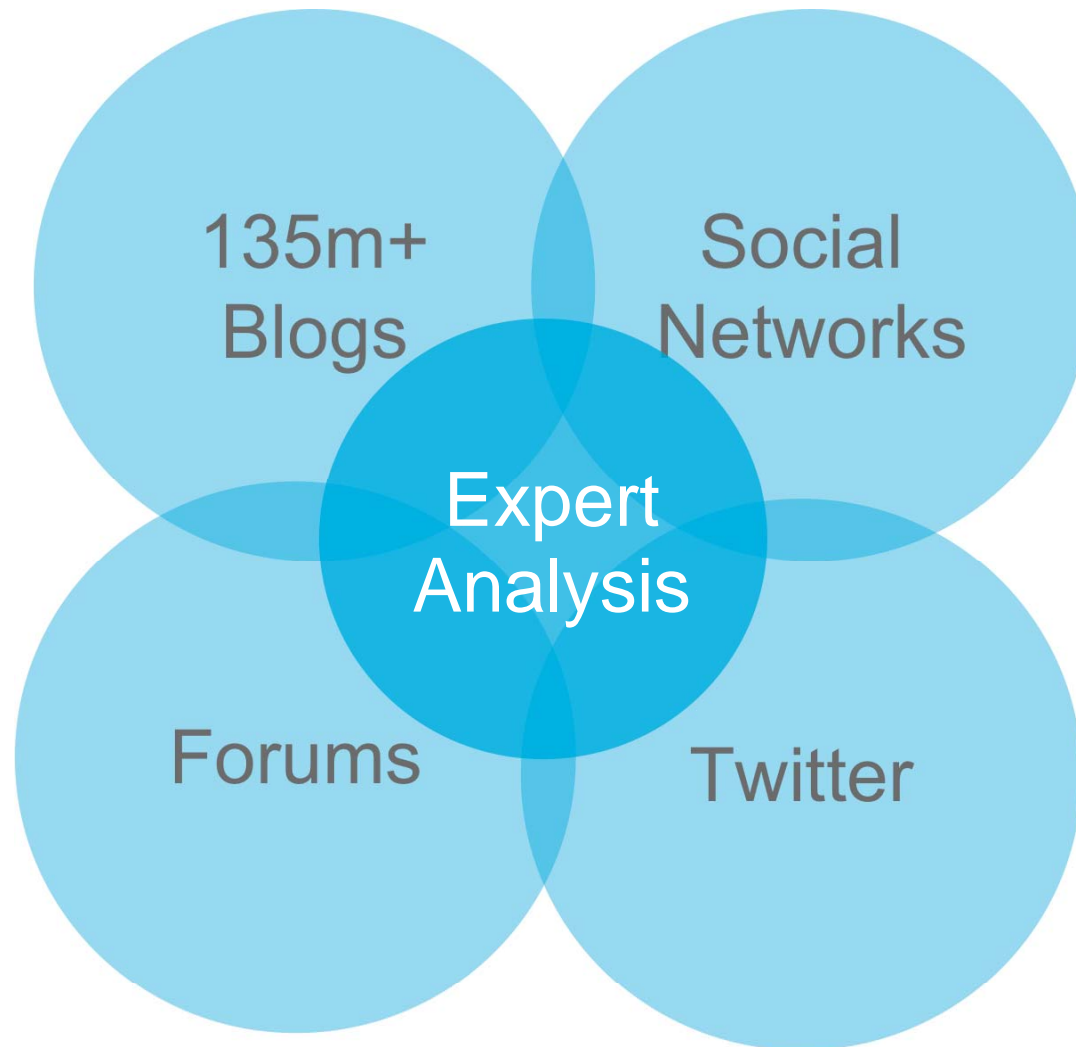 135m+
Blogs
Social
Networks
Expert
Analysis
Forums
Twitter